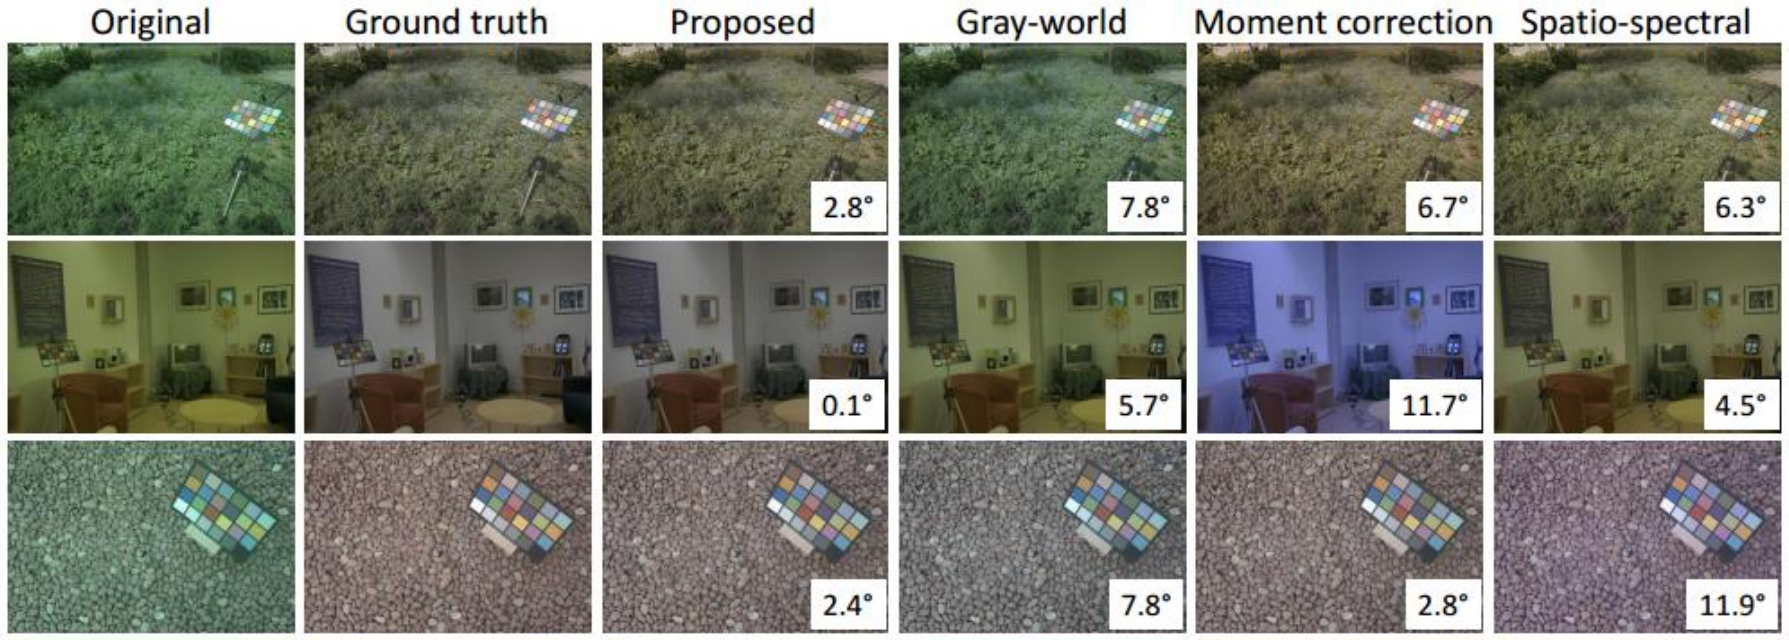 Original Ground truth Proposed Gray-world Moment correction Spatio-spectral
2.8° 7.8° 6.7° 6.3°
0.1° 5.7° 11.7° 4.5°
2.4° 7.8° 2.8° 11.9°